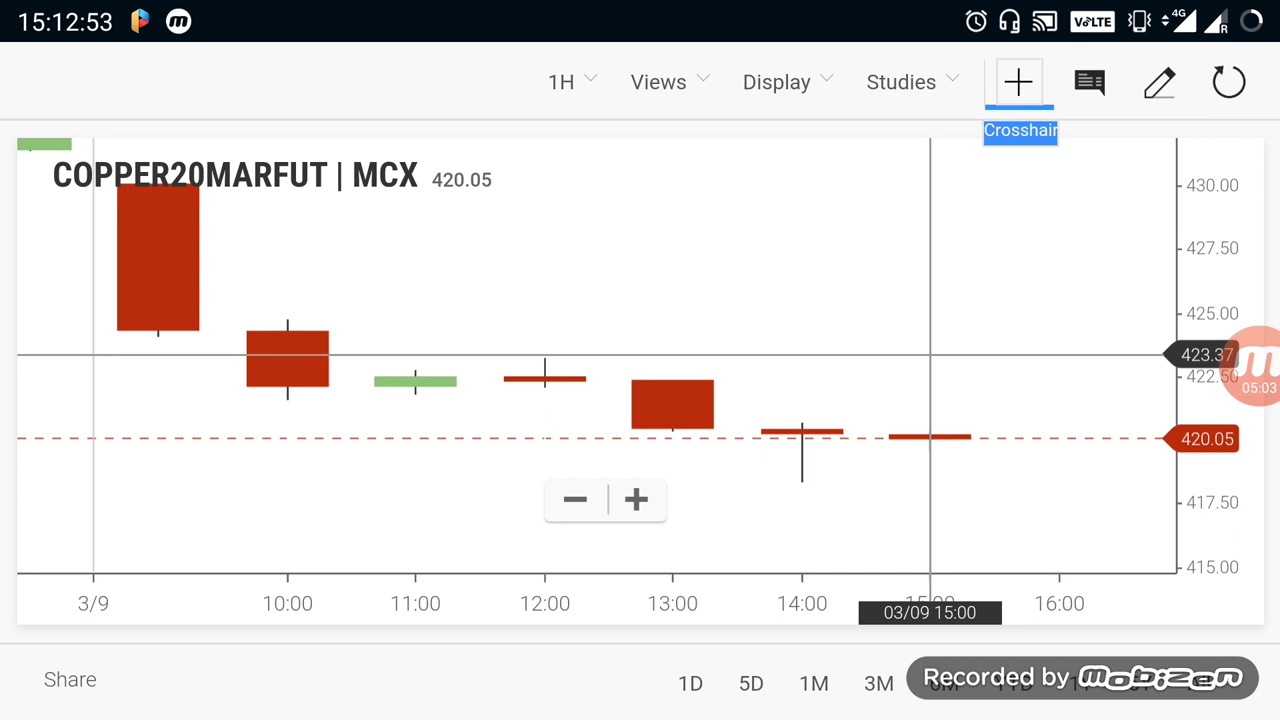 15:12:53
4G
VoLTE
R
1H Views Display Studies
Crosshair
COPPER20MARFUT | MCX 420.05
430.00
427.50
425.00
423.37
422.50
05:03
420.05
417.50
415.00
3/9 10:00 11:00 12:00 13:00 14:00 15:00 16:00
03/09 15:00
Share 1D 5D 1M 3M
Recorded by mobizen